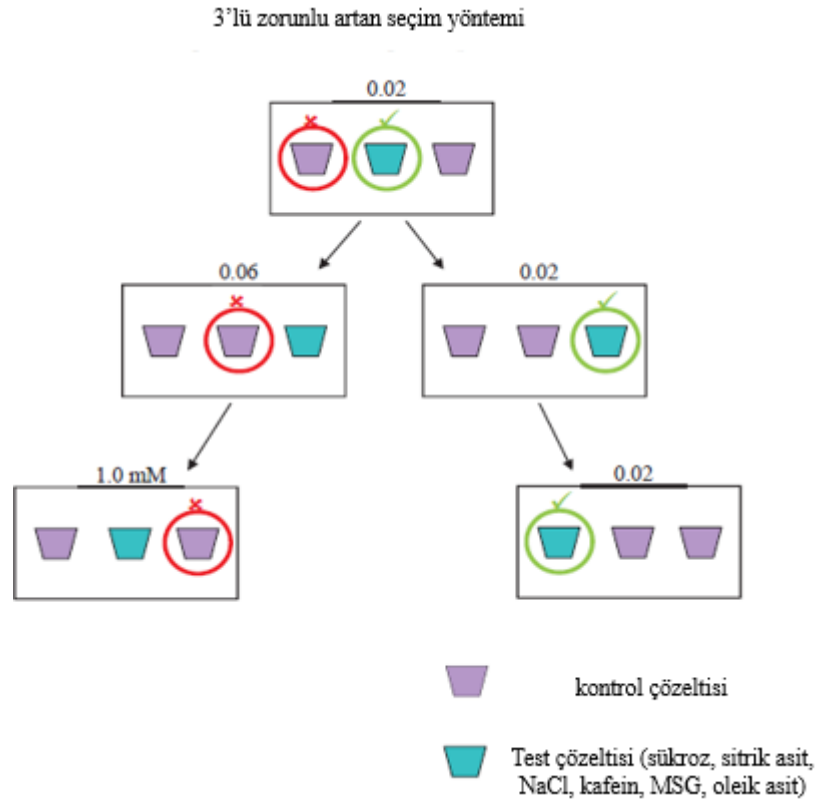 3’lü zorunlu artan seçim yöntemi
0.02
0.06
0.02
1.0 mM
0.02
kontrol çözeltisi
Test çözeltisi (sükroz, sitrik asit,
NaCl, kafein, MSG, oleik asit)